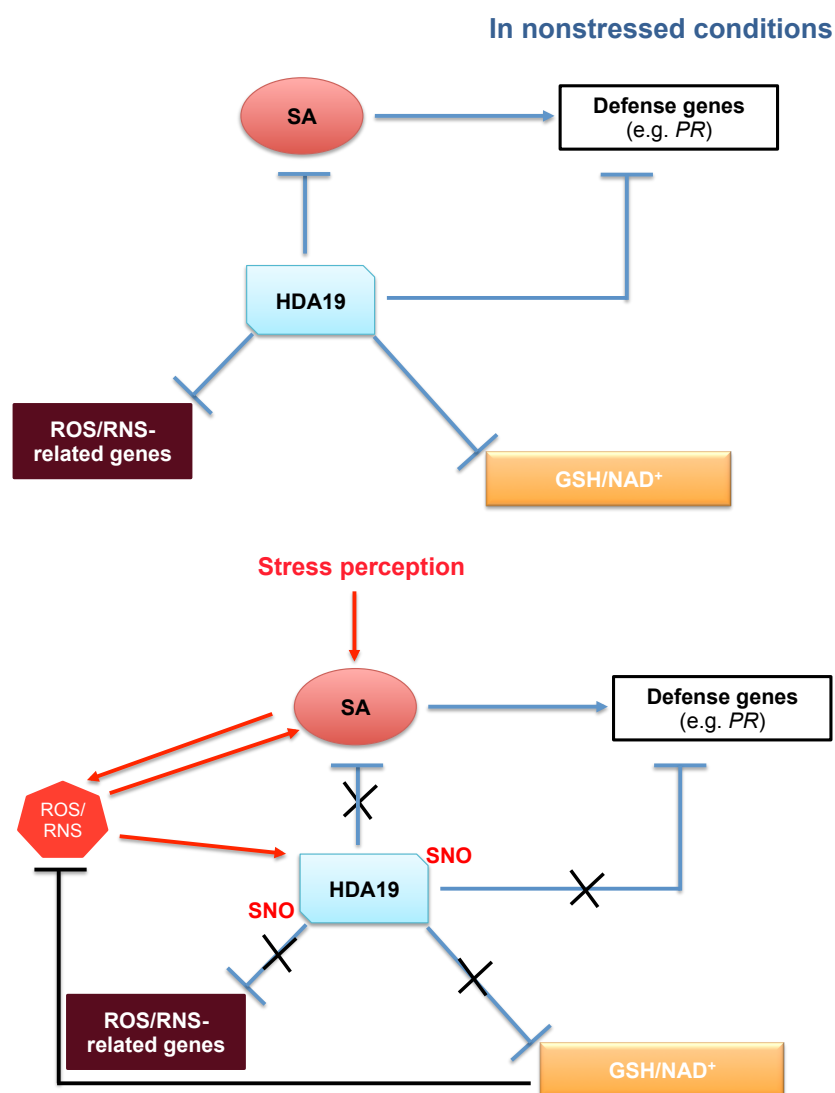 In nonstressed conditions
SA
Defense genes
(e.g. PR)
HDA19
ROS/RNS-
related genes
GSH/NAD⁺
Stress perception
SA
Defense genes
(e.g. PR)
ROS/
RNS
SNO
HDA19
SNO
ROS/RNS-
related genes
GSH/NAD⁺